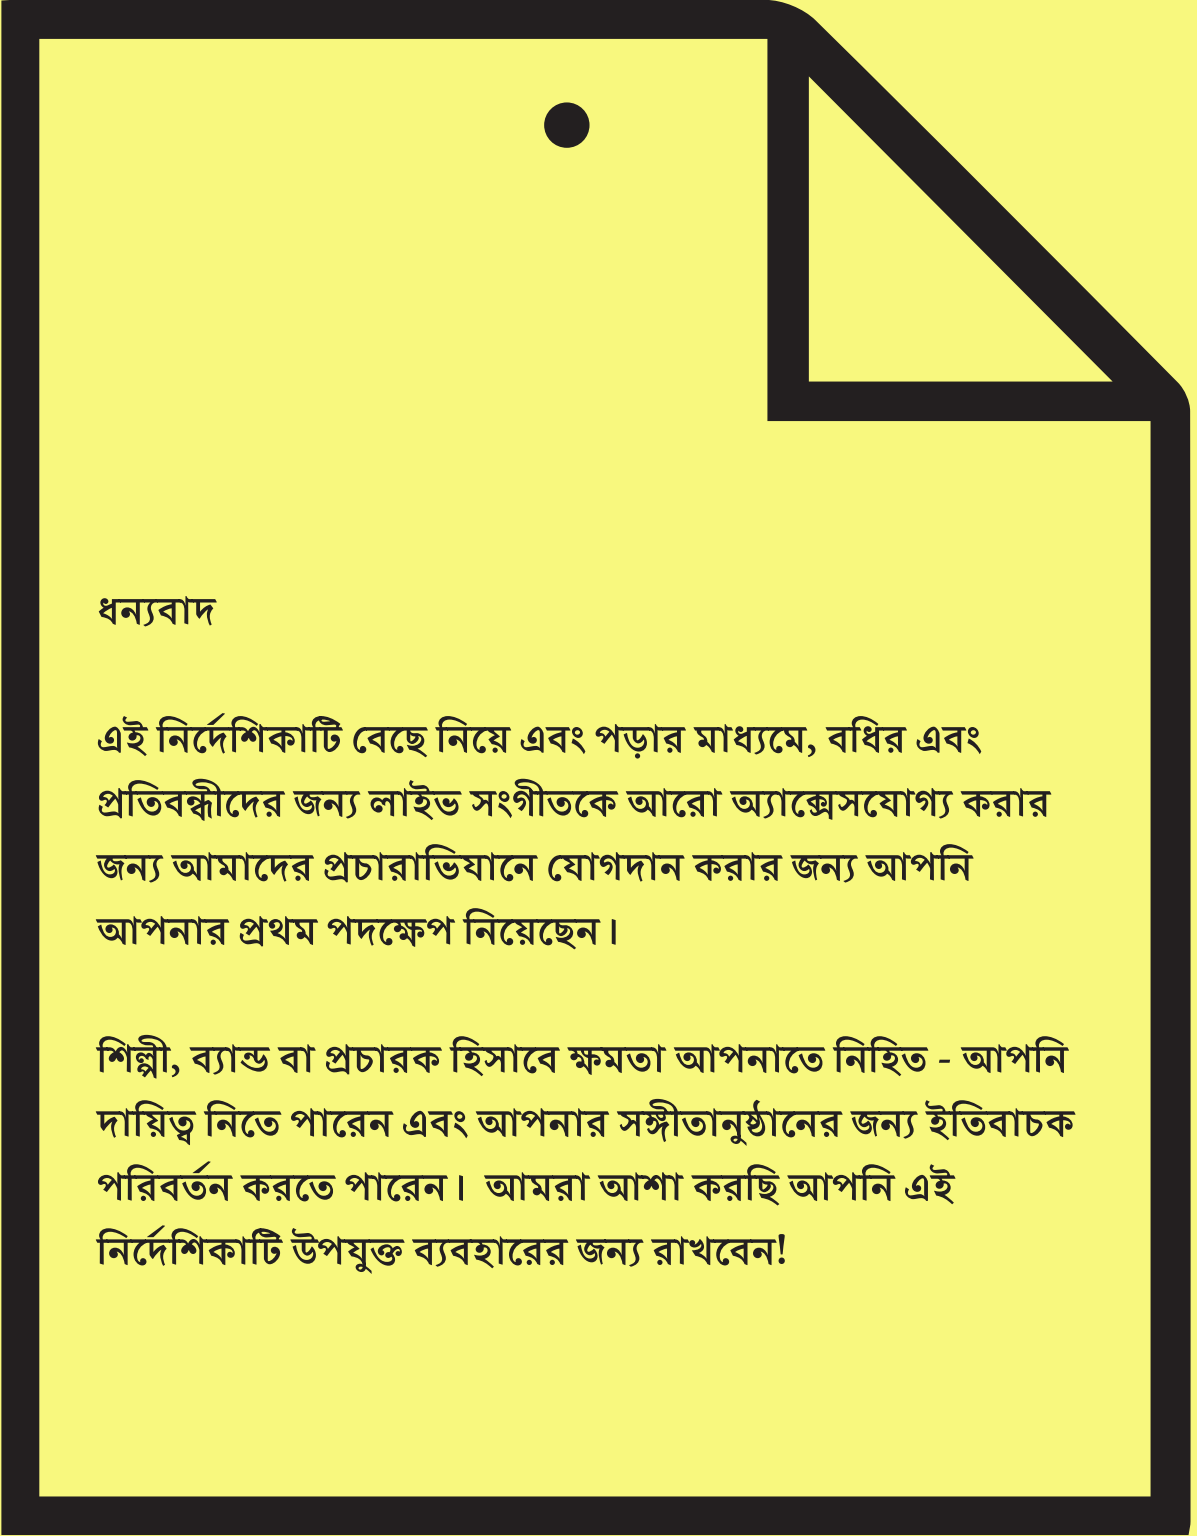 ধন্যবাদ
এই নির্দেশিকাটি বেছে নিয়ে এবং পড়ার মাধ্যমে, বধির এবং
প্রতিবন্ধীদের জন্য লাইভ সংগীতকে আরো অ্যাক্সেসযোগ্য করার
জন্য আমাদের প্রচারাভিযানে যোগদান করার জন্য আপনি
আপনার প্রথম পদক্ষেপ নিয়েছেন।
শিল্পী, ব্যান্ড বা প্রচারক হিসাবে ক্ষমতা আপনাতে নিহিত - আপনি
দায়িত্ব নিতে পারেন এবং আপনার সঙ্গীতানুষ্ঠানের জন্য ইতিবাচক
পরিবর্তন করতে পারেন।  আমরা আশা করছি আপনি এই
নির্দেশিকাটি উপযুক্ত ব্যবহারের জন্য রাখবেন!